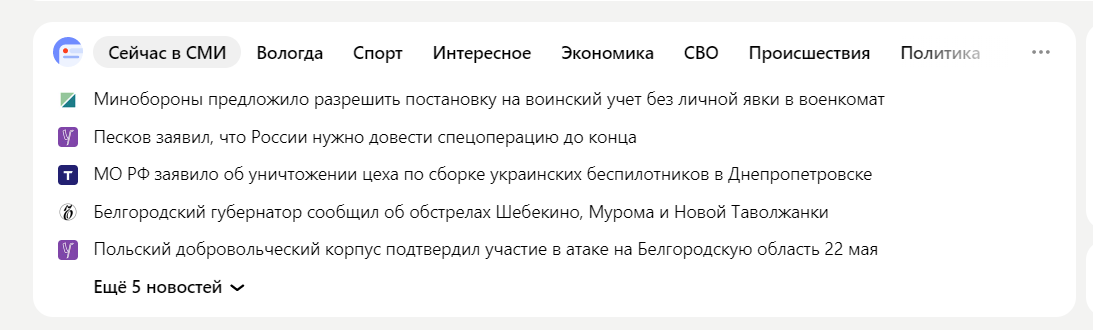 Сейчас в СМИ Вологда Спорт Интересное Экономика СВО Происшествия Политика
Минобороны предложило разрешить постановку на воинский учет без личной явки в военкомат
Песков заявил, что России нужно довести спецоперацию до конца
МО РФ заявило об уничтожении цеха по сборке украинских беспилотников в Днепропетровске
Белгородский губернатор сообщил об обстрелах Шебекино, Мурома и Новой Таволжанки
Польский добровольческий корпус подтвердил участие в атаке на Белгородскую область 22 мая
Ещё 5 новостей